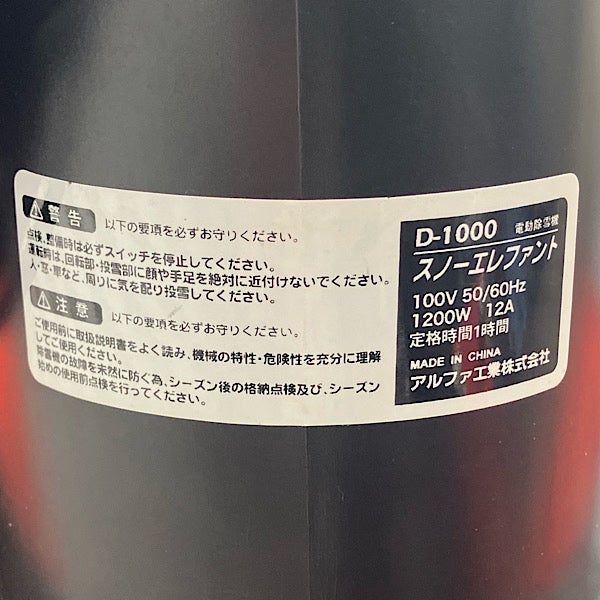 警告 以下の要項を必ずお守りください。
点検、整備時は必ずスイッチを停止してください。
運転時は、回転部・投雪部に顔や手足を絶対に近付けないでください。
人・窓・車など、周りに気を配り投雪してください。
注意 以下の要項を必ずお守りください。
ご使用前に取扱説明書をよく読み、機械の特性・危険性を充分に理解
してご使用ください。
除雪機の故障を未然に防ぐ為、シーズン後の格納点検及び、シーズン
始めの使用前点検を行ってください。
D-1000 電動除雪機
スノーエレファント
100V 50/60Hz
1200W 12A
定格時間1時間
MADE IN CHINA
アルファ工業株式会社